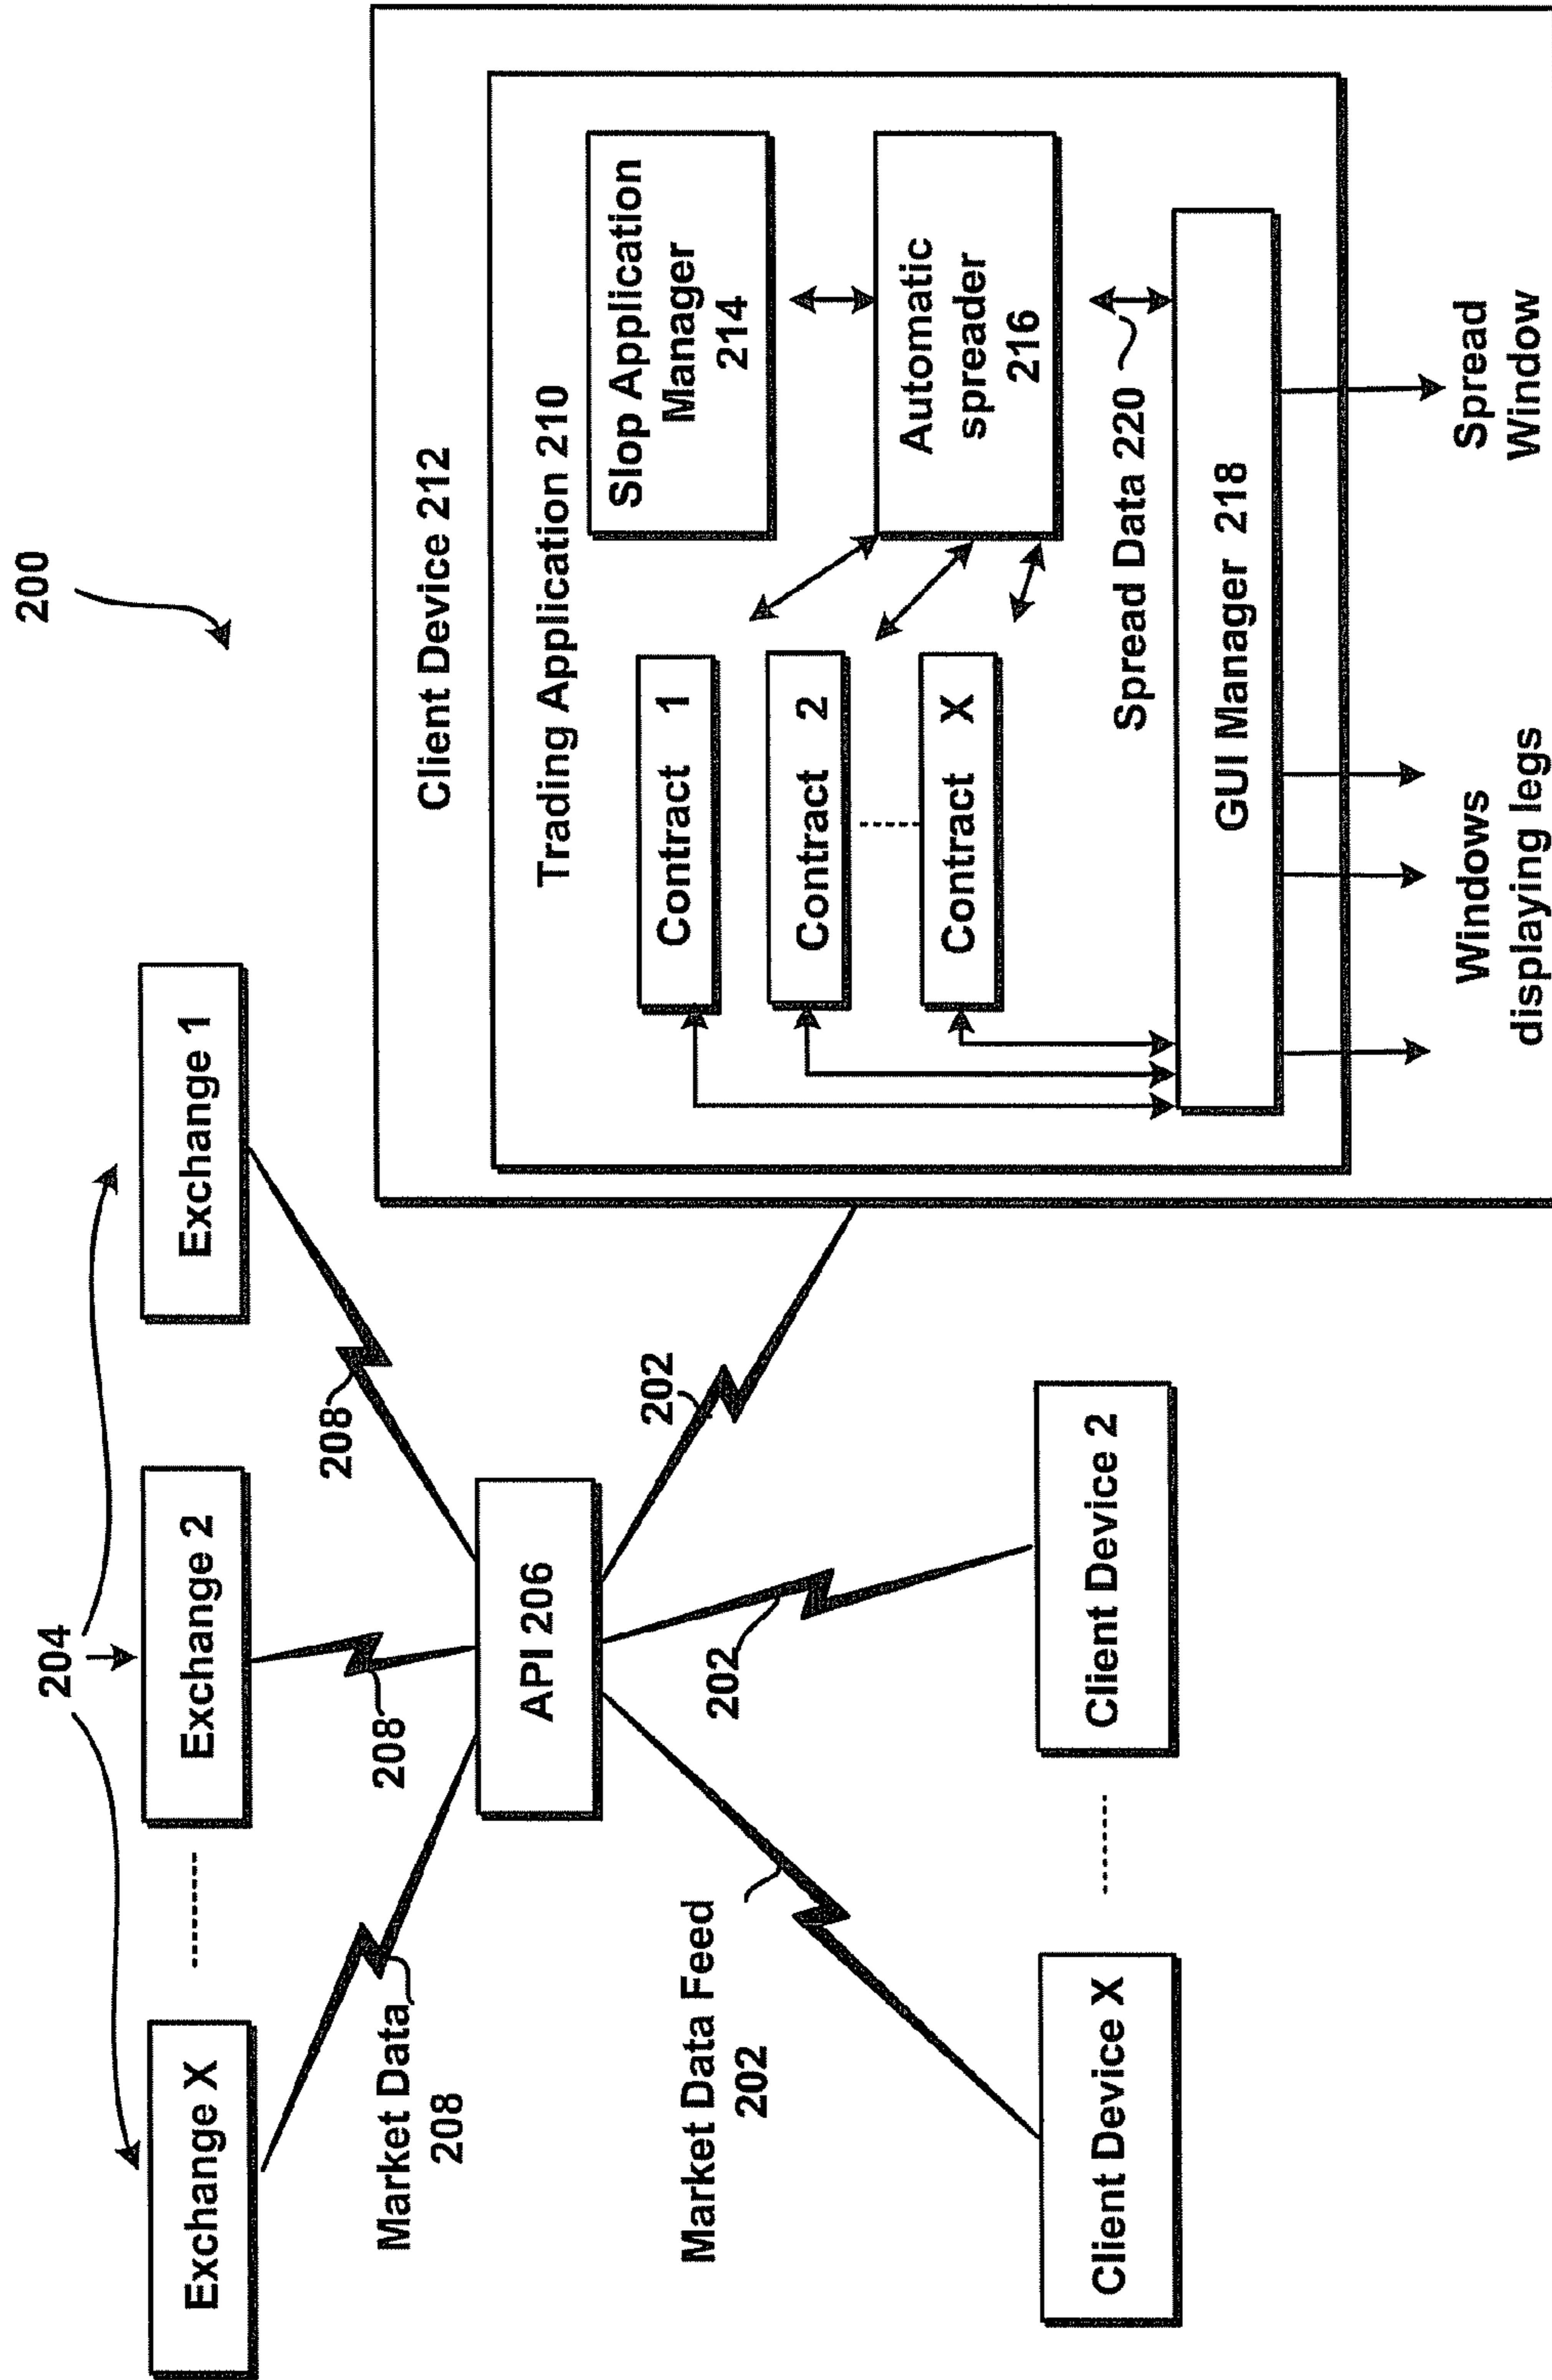 200
204
Exchange X
Exchange 2
Exchange 1
Market Data
208
208
208
API 206
Market Data Feed
202
202
202
Client Device X
Client Device 2
Client Device 212
Trading Application 210
Contract 1
Contract 2
Contract X
Slop Application
Manager
214
Automatic
spreader
216
Spread Data 220
GUI Manager 218
Windows
displaying legs
Spread
Window